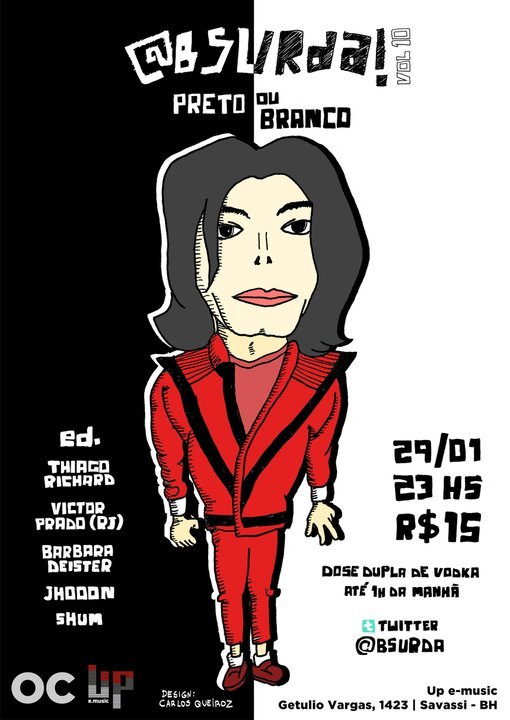 @BSURDA! VOL 10
PRETO OU
BRANCO
ED.
THIAGO
RICHARD
VICTOR
PRADO (RJ)
BARBARA
DEISTER
JHOOON
SHUM
29/01
23 HS
R$15
DOSE DUPLA DE VODKA
ATÉ 1H DA MANHÃ
t TWITTER
@BSURDA
OC UP
e.music
DESIGN:
CARLOS QUEIROZ
Up e-music
Getulio Vargas, 1423 | Savassi - BH